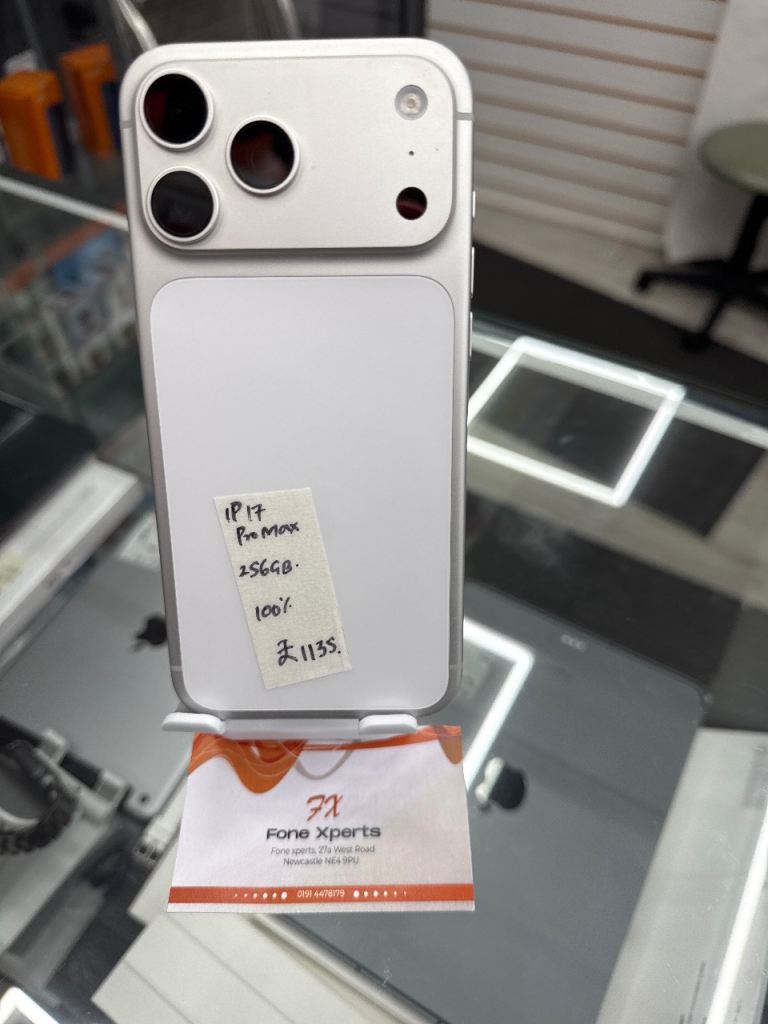 IP 17
Pro Max
256GB.
100%
£1135.
FX
Fone Xperts
Fone xperts, 27a West Road
Newcastle NE4 9PU
0191 4478179